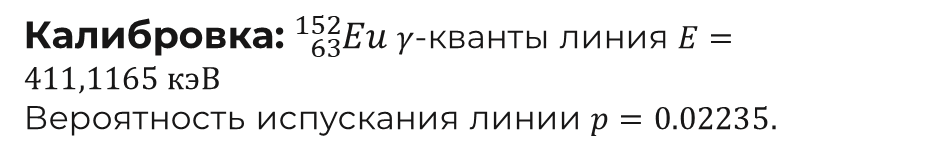 Калибровка: ¹⁵²₆₃Eu γ-кванты линия E =
411,1165 кэВ
Вероятность испускания линии p = 0.02235.